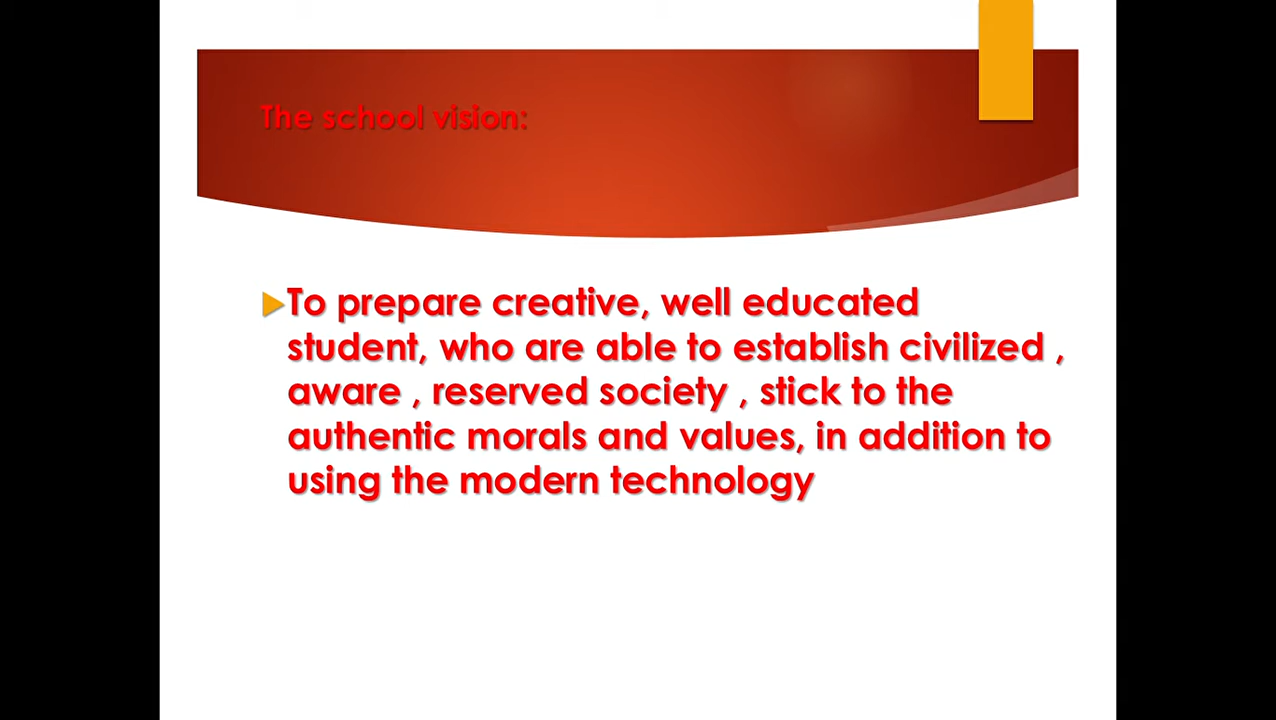 The school vision:
To prepare creative, well educated
student, who are able to establish civilized ,
aware , reserved society , stick to the
authentic morals and values, in addition to
using the modern technology